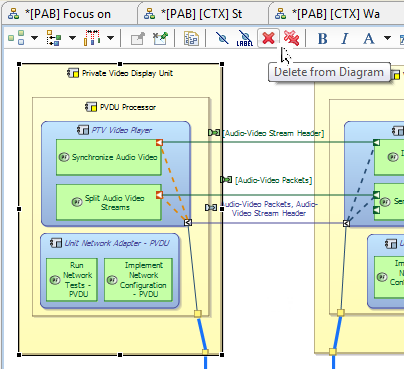 *[PAB] Focus on
*[PAB] [CTX] St
*[PAB] [CTX] Wa
LABEL
B
I
A
Delete from Diagram
Private Video Display Unit
PVDU Processor
PTV Video Player
Synchronize Audio Video
Split Audio Video
Streams
[Audio-Video Stream Header]
[Audio-Video Packets]
Audio-Video Packets, Audio-
Video Stream Header
Unit Network Adapter - PVDU
Run
Network
Tests -
PVDU
Implement
Network
Configuration
- PVDU